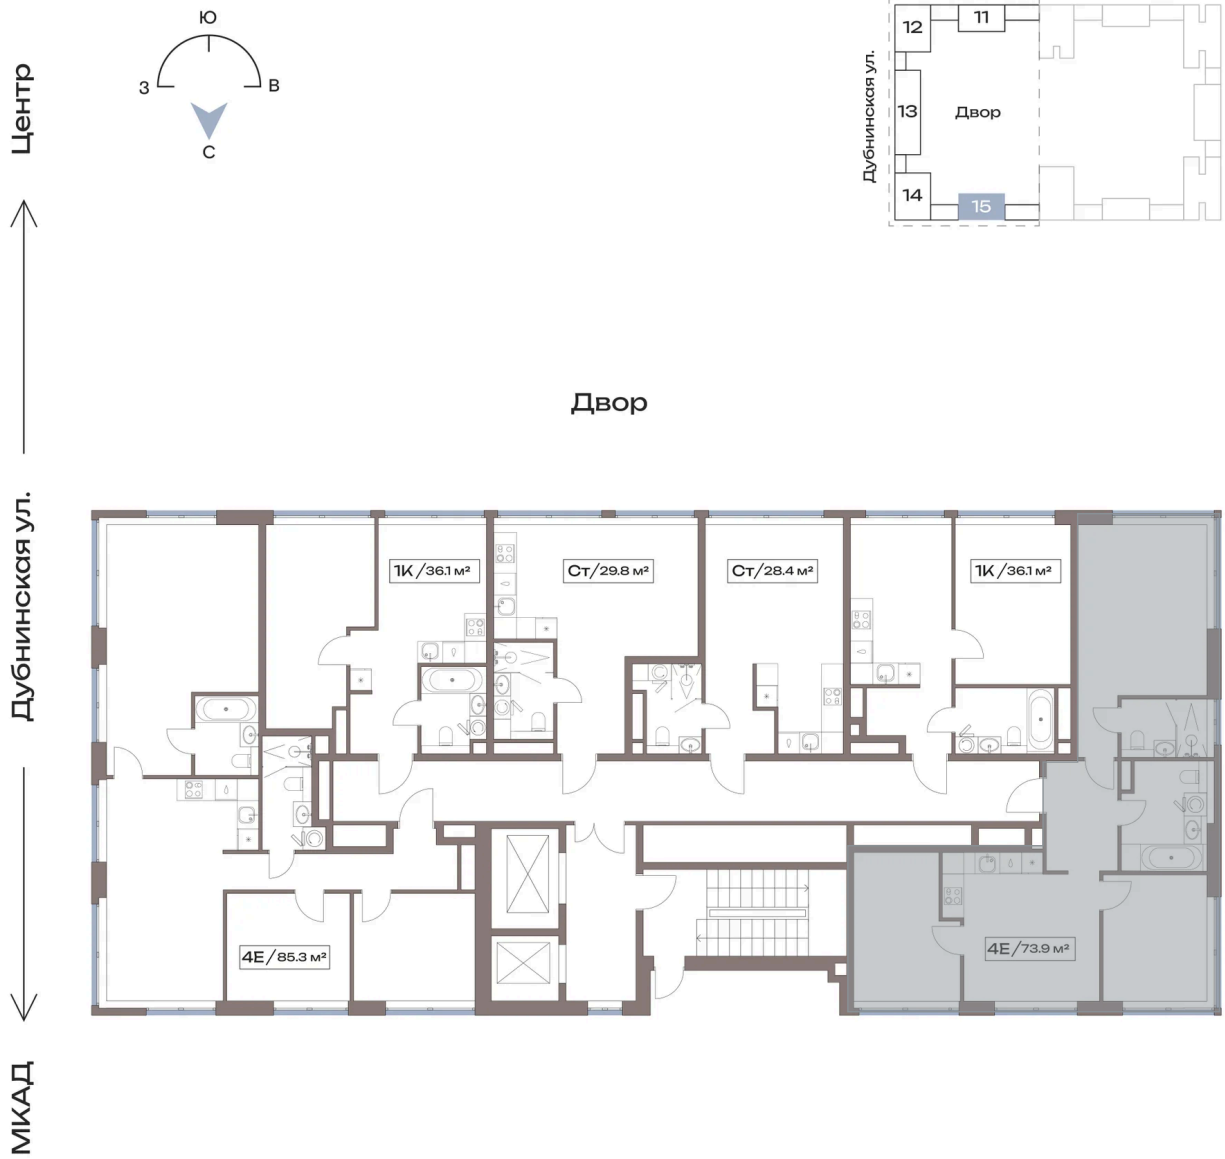 Ю
З
В
С
Центр
Дубнинская ул.
МКАД
12
11
13
Двор
14
15
Дубнинская ул.
Двор
1К / 36.1 м²
Ст / 29.8 м²
Ст / 28.4 м²
1К / 36.1 м²
4Е / 85.3 м²
4Е / 73.9 м²